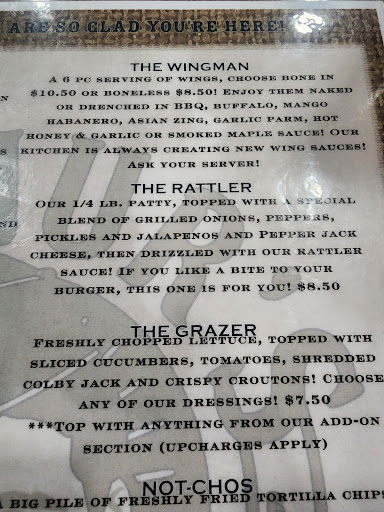 ARE SO GLAD YOU'RE HERE!
THE WINGMAN
A 6 PC SERVING OF WINGS, CHOOSE BONE IN
$10.50 OR BONELESS $8.50! ENJOY THEM NAKED
OR DRENCHED IN BBQ, BUFFALO, MANGO
HABANERO, ASIAN ZING, GARLIC PARM, HOT
HONEY & GARLIC OR SMOKED MAPLE SAUCE! OUR
KITCHEN IS ALWAYS CREATING NEW WING SAUCES!
ASK YOUR SERVER!
THE RATTLER
OUR 1/4 LB. PATTY, TOPPED WITH A SPECIAL
BLEND OF GRILLED ONIONS, PEPPERS,
PICKLES AND JALAPENOS AND PEPPER JACK
CHEESE, THEN DRIZZLED WITH OUR RATTLER
SAUCE! IF YOU LIKE A BITE TO YOUR
BURGER, THIS ONE IS FOR YOU! $8.50
THE GRAZER
FRESHLY CHOPPED LETTUCE, TOPPED WITH
SLICED CUCUMBERS, TOMATOES, SHREDDED
COLBY JACK AND CRISPY CROUTONS! CHOOSE
ANY OF OUR DRESSINGS! $7.50
***TOP WITH ANYTHING FROM OUR ADD-ON
SECTION (UPCHARGES APPLY)
NOT-CHOS
A BIG PILE OF FRESHLY FRIED TORTILLA CHIPS